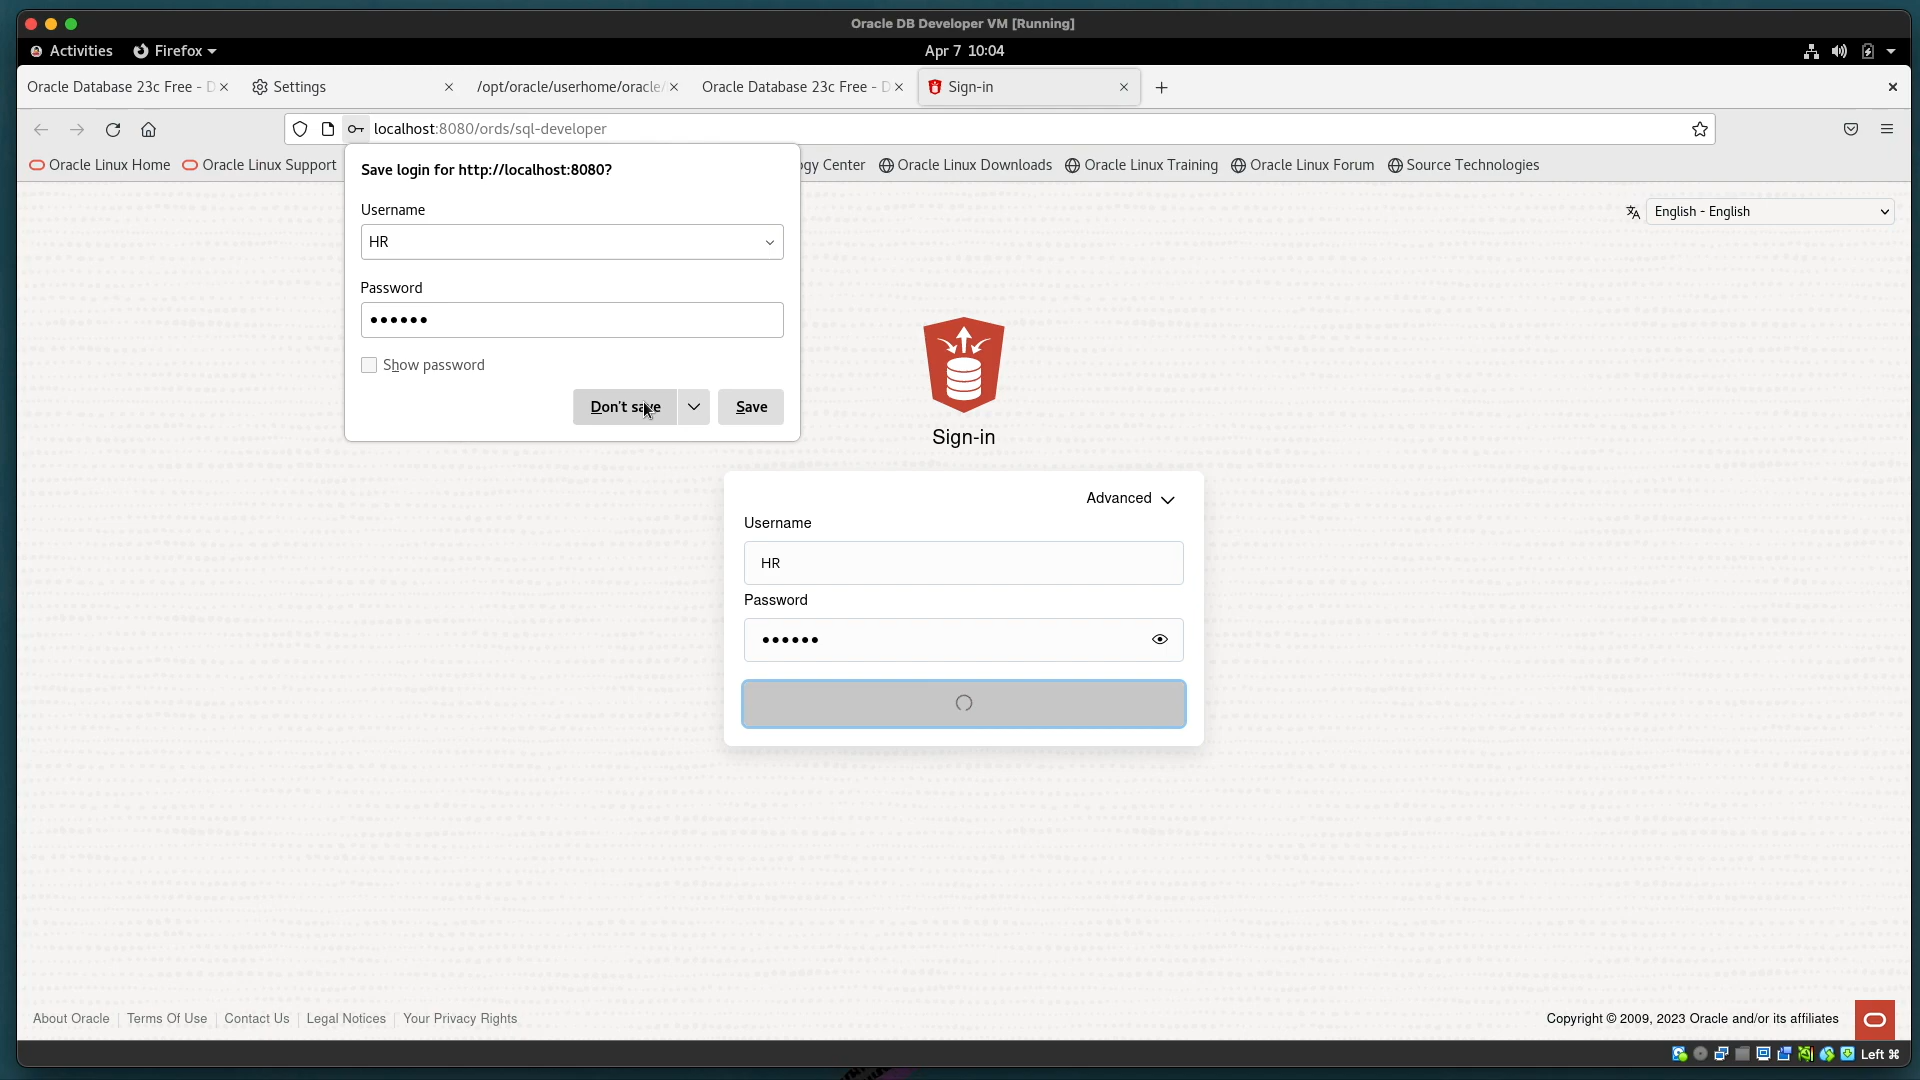 Oracle DB Developer VM [Running]
Activities Firefox Apr 7 10:04
Oracle Database 23c Free - D Settings /opt/oracle/userhome/oracle/ Oracle Database 23c Free - D Sign-in
localhost:8080/ords/sql-developer
Oracle Linux Home Oracle Linux Support ogy Center Oracle Linux Downloads Oracle Linux Training Oracle Linux Forum Source Technologies
Save login for http://localhost:8080?
Username
HR
Password
••••••
Show password
Don't save Save
English - English
Sign-in
Advanced
Username
HR
Password
••••••
About Oracle Terms Of Use Contact Us Legal Notices Your Privacy Rights
Copyright © 2009, 2023 Oracle and/or its affiliates
Left ⌘